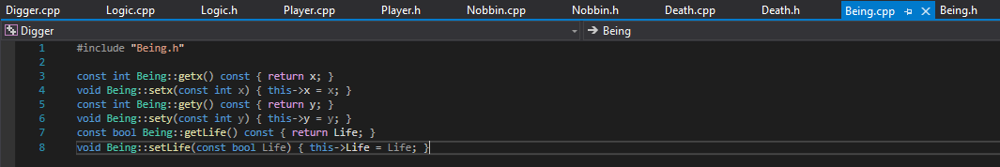 Digger.cpp Logic.cpp Logic.h Player.cpp Player.h Nobbin.cpp Nobbin.h Death.cpp Death.h Being.cpp Being.h
Digger Being
1 #include "Being.h"
2
3 const int Being::getx() const { return x; }
4 void Being::setx(const int x) { this->x = x; }
5 const int Being::gety() const { return y; }
6 void Being::sety(const int y) { this->y = y; }
7 const bool Being::getLife() const { return Life; }
8 void Being::setLife(const bool Life) { this->Life = Life; }